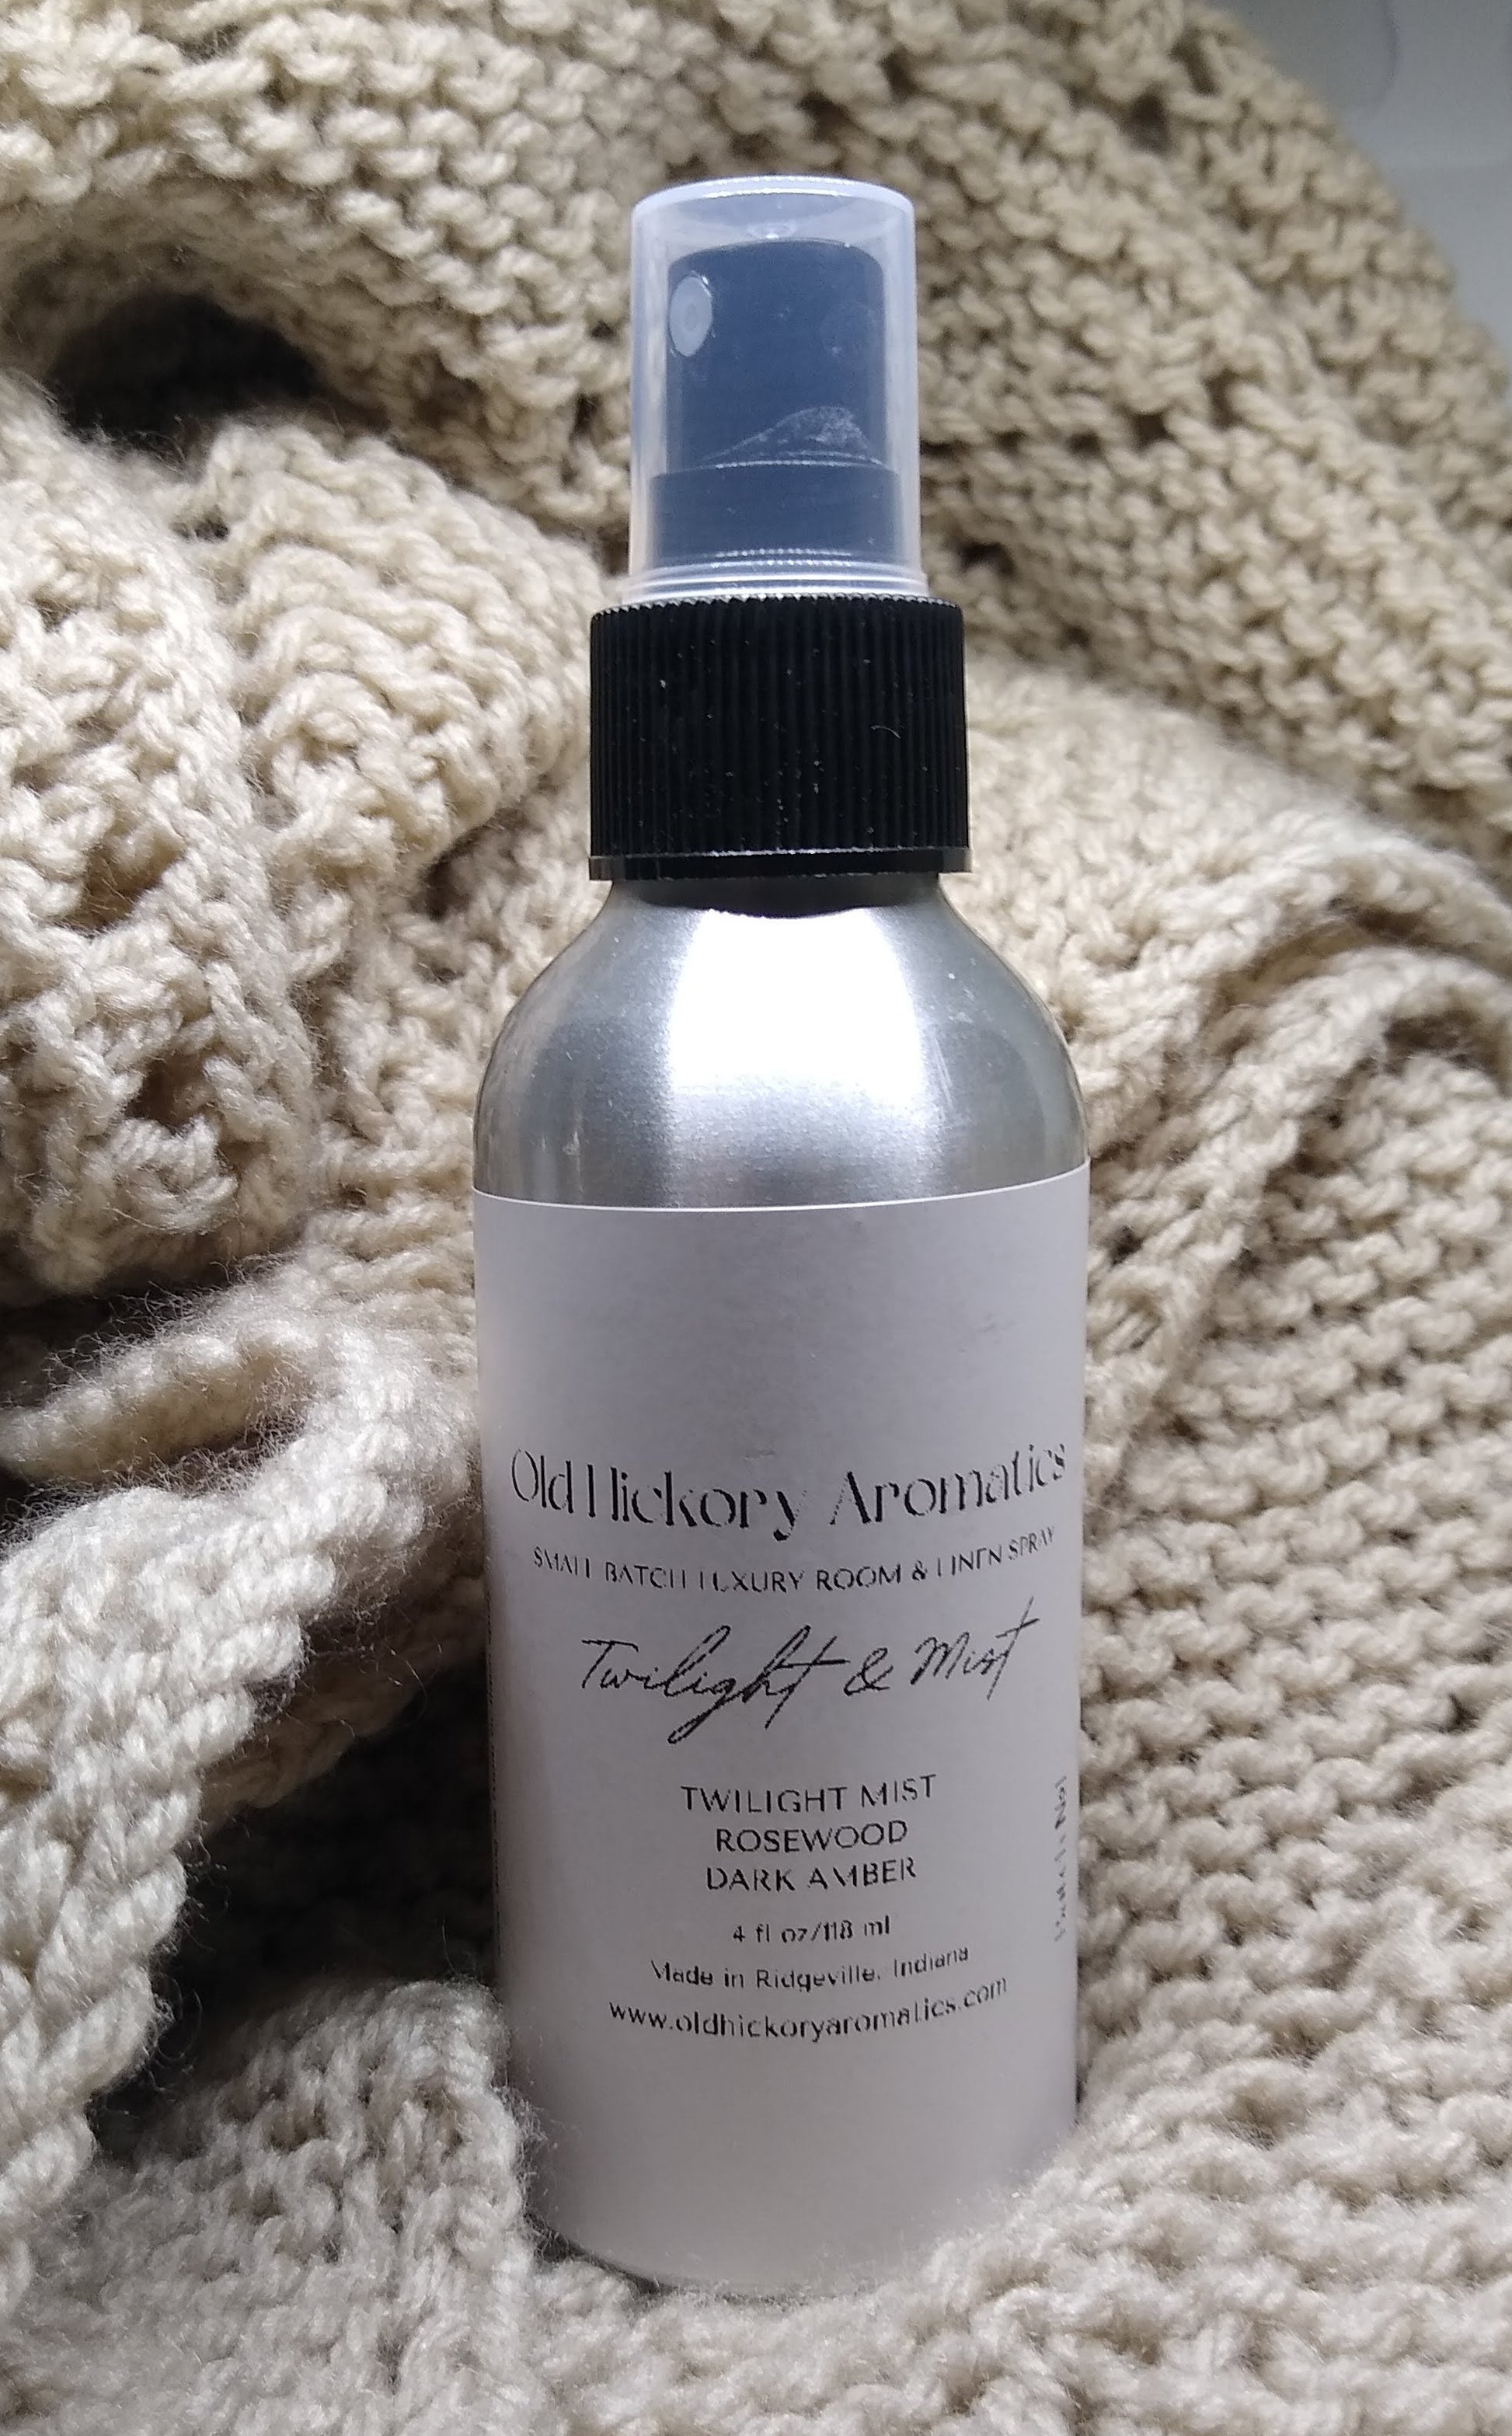 Old Hickory Aromatics
SMALL BATCH LUXURY ROOM & LINEN SPRAY
Twilight & Mist
TWILIGHT MIST
ROSEWOOD
DARK AMBER
4 fl oz/118 ml
Made in Ridgeville, Indiana
www.oldhickoryaromatics.com